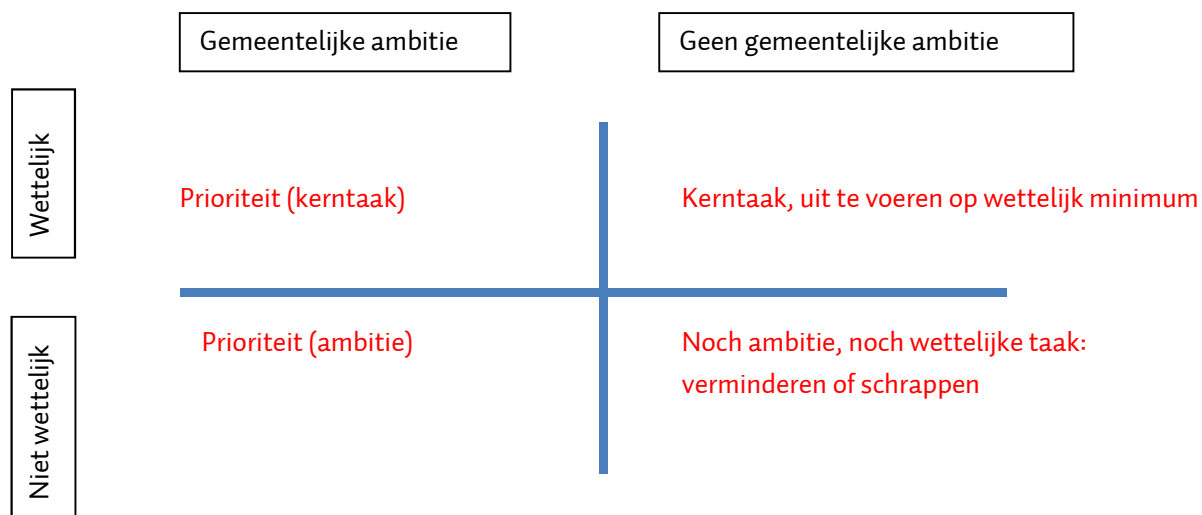 Gemeentelijke ambitie
Geen gemeentelijke ambitie
Wettelijk
Prioriteit (kerntaak)
Kerntaak, uit te voeren op wettelijk minimum
Niet wettelijk
Prioriteit (ambitie)
Noch ambitie, noch wettelijke taak:
verminderen of schrappen